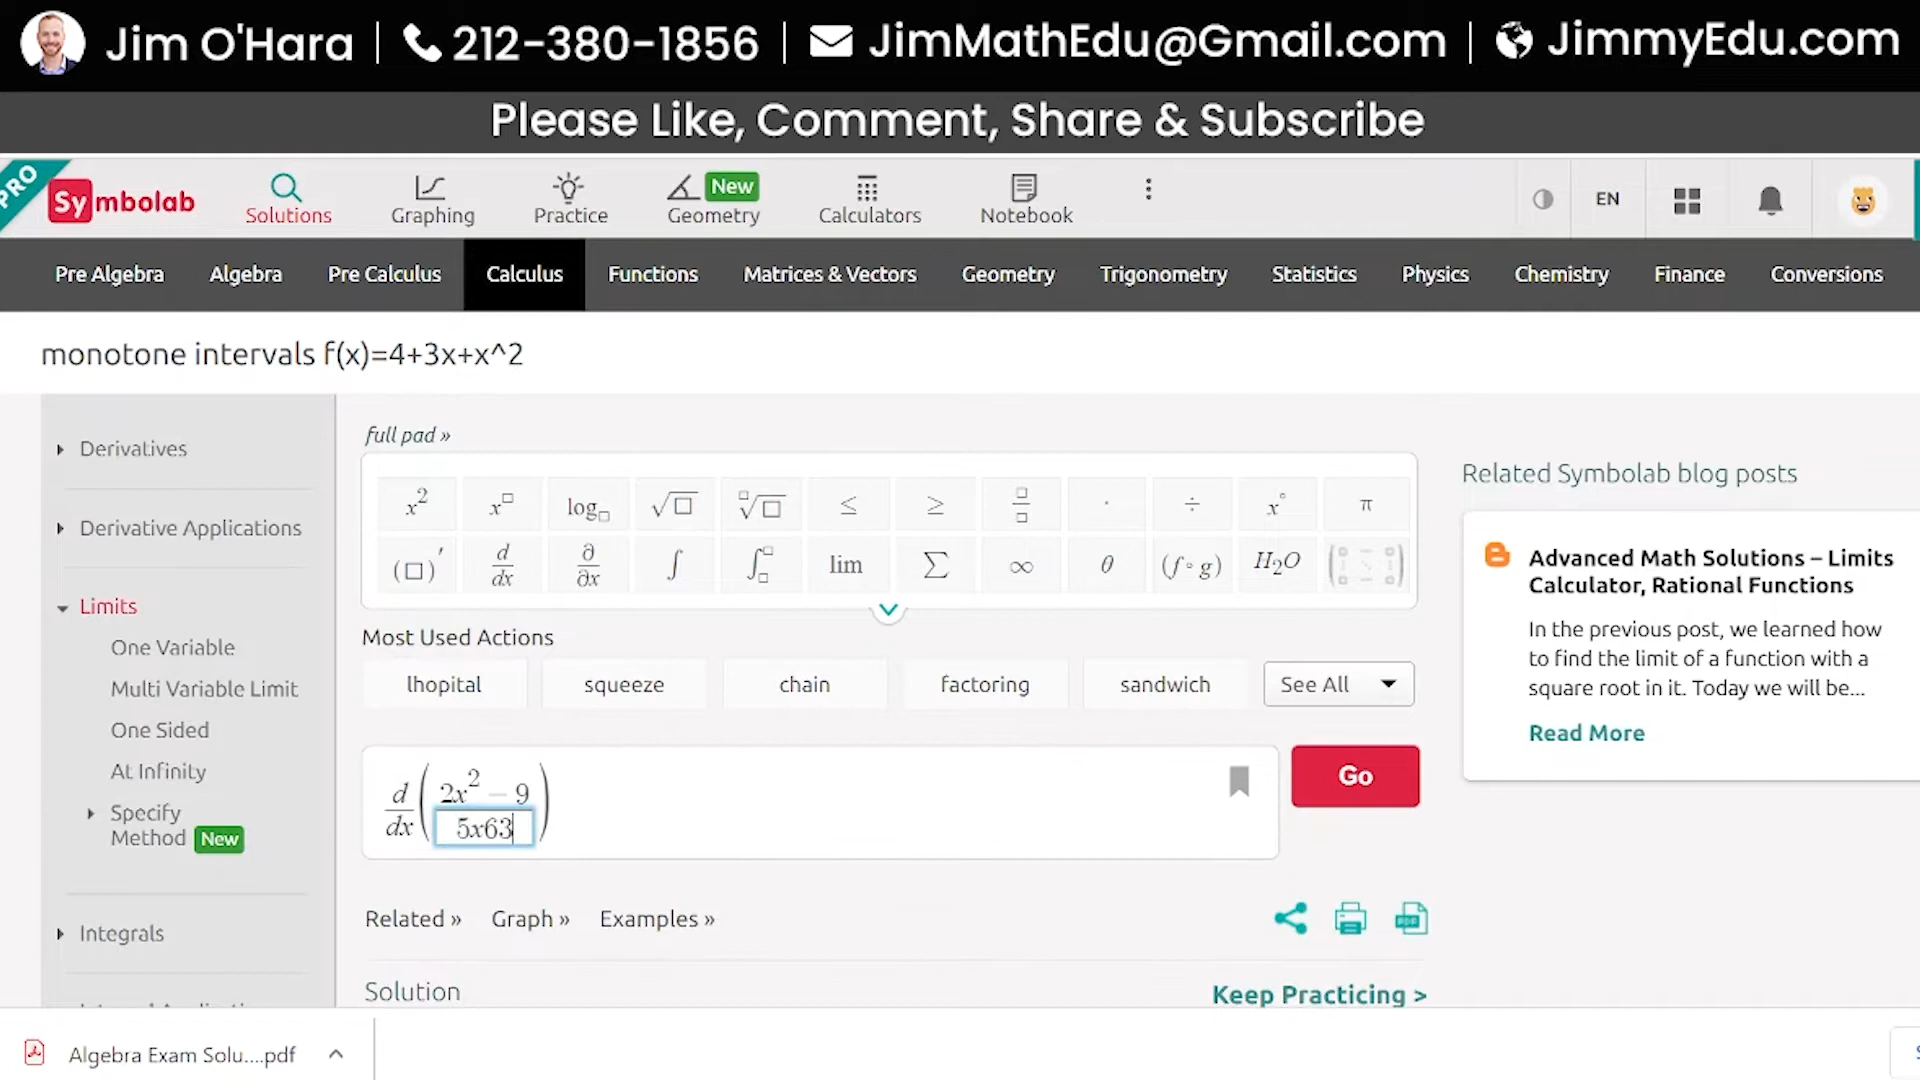 Jim O'Hara | 212-380-1856 | JimMathEdu@Gmail.com | JimmyEdu.com
Please Like, Comment, Share & Subscribe
PRO
Symbolab
Solutions
Graphing
Practice
New
Geometry
Calculators
Notebook
EN
Pre Algebra
Algebra
Pre Calculus
Calculus
Functions
Matrices & Vectors
Geometry
Trigonometry
Statistics
Physics
Chemistry
Finance
Conversions
monotone intervals f(x)=4+3x+x^2
Derivatives
Derivative Applications
Limits
One Variable
Multi Variable Limit
One Sided
At Infinity
Specify
Method New
Integrals
full pad »
x² x^□ log□ √□ □√□ ≤ ≥ □/□ · ÷ x° π
(□)′ d/dx ∂/∂x ∫ ∫□□ lim ∑ ∞ θ (f∘g) H₂O
Most Used Actions
lhopital
squeeze
chain
factoring
sandwich
See All
d/dx (2x² − 9 / 5x63)
Go
Related »
Graph »
Examples »
Solution
Keep Practicing >
Related Symbolab blog posts
Advanced Math Solutions – Limits
Calculator, Rational Functions
In the previous post, we learned how
to find the limit of a function with a
square root in it. Today we will be...
Read More
Algebra Exam Solu....pdf